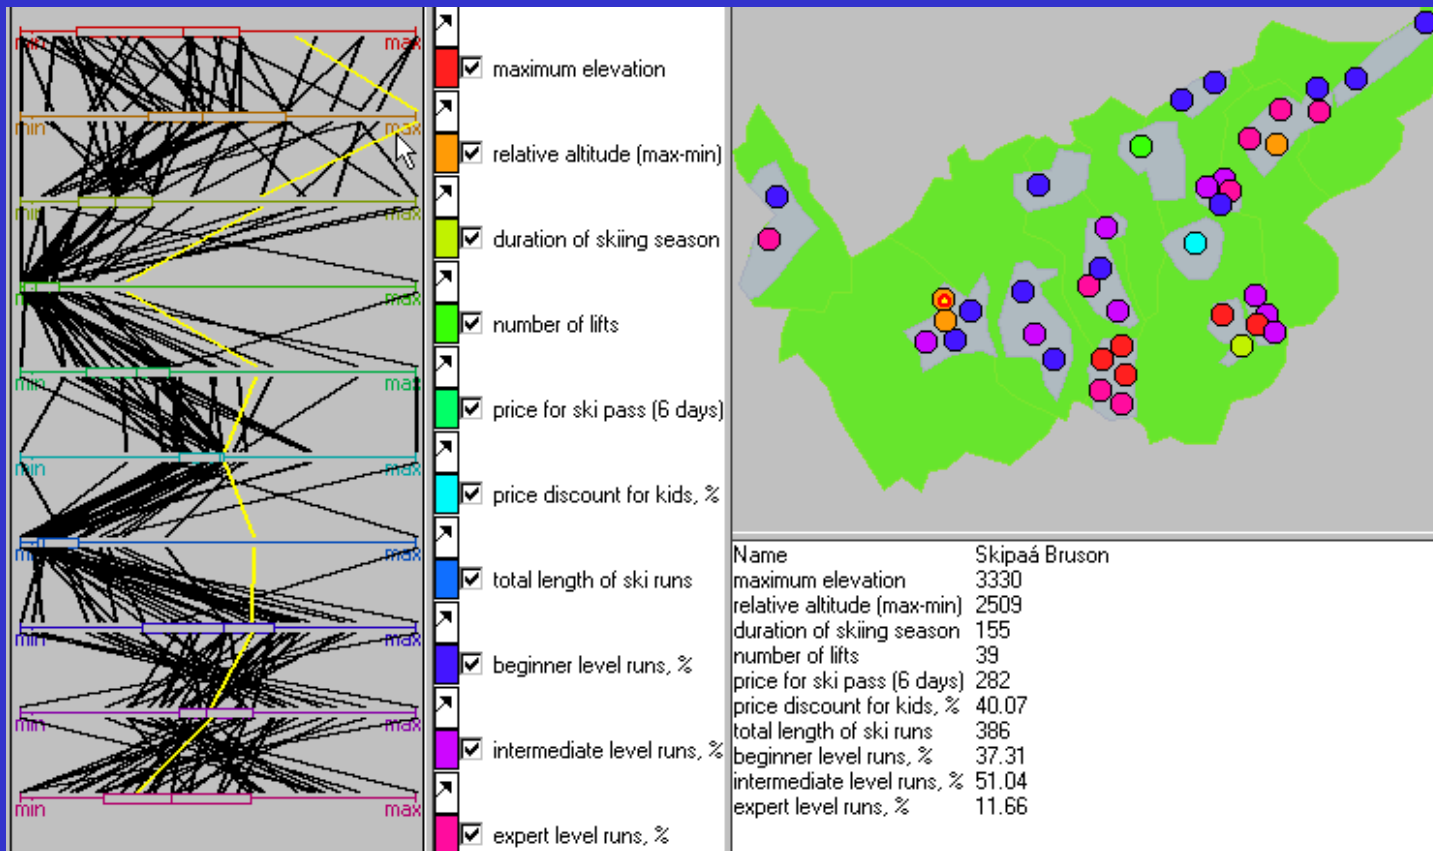 min max
min max
min max
min max
min max
min max
min max
min max
min max
min max
maximum elevation
relative altitude (max-min)
duration of skiing season
number of lifts
price for ski pass (6 days)
price discount for kids, %
total length of ski runs
beginner level runs, %
intermediate level runs, %
expert level runs, %
Name Skipaá Bruson
maximum elevation 3330
relative altitude (max-min) 2509
duration of skiing season 155
number of lifts 39
price for ski pass (6 days) 282
price discount for kids, % 40.07
total length of ski runs 386
beginner level runs, % 37.31
intermediate level runs, % 51.04
expert level runs, % 11.66